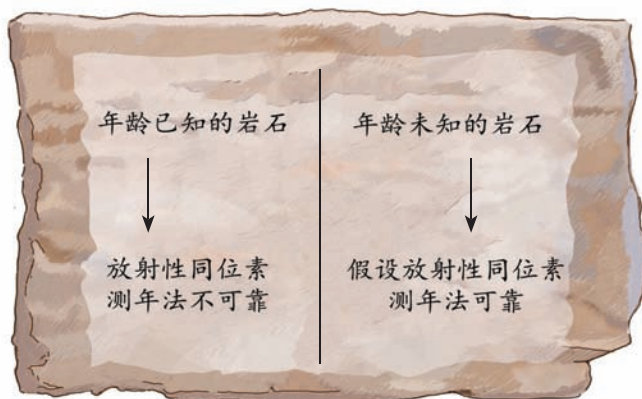 年龄已知的岩石
放射性同位素
测年法不可靠
年龄未知的岩石
假设放射性同位素
测年法可靠